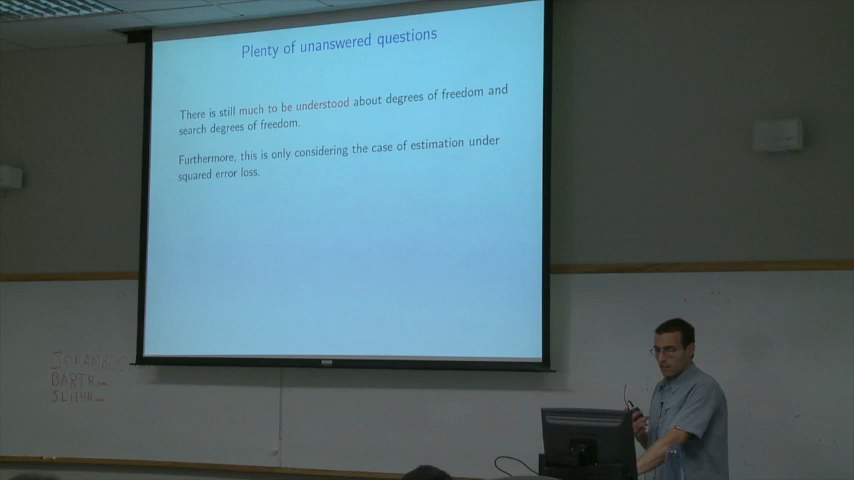 Plenty of unanswered questions
There is still much to be understood about degrees of freedom and
search degrees of freedom.
Furthermore, this is only considering the case of estimation under
squared error loss.